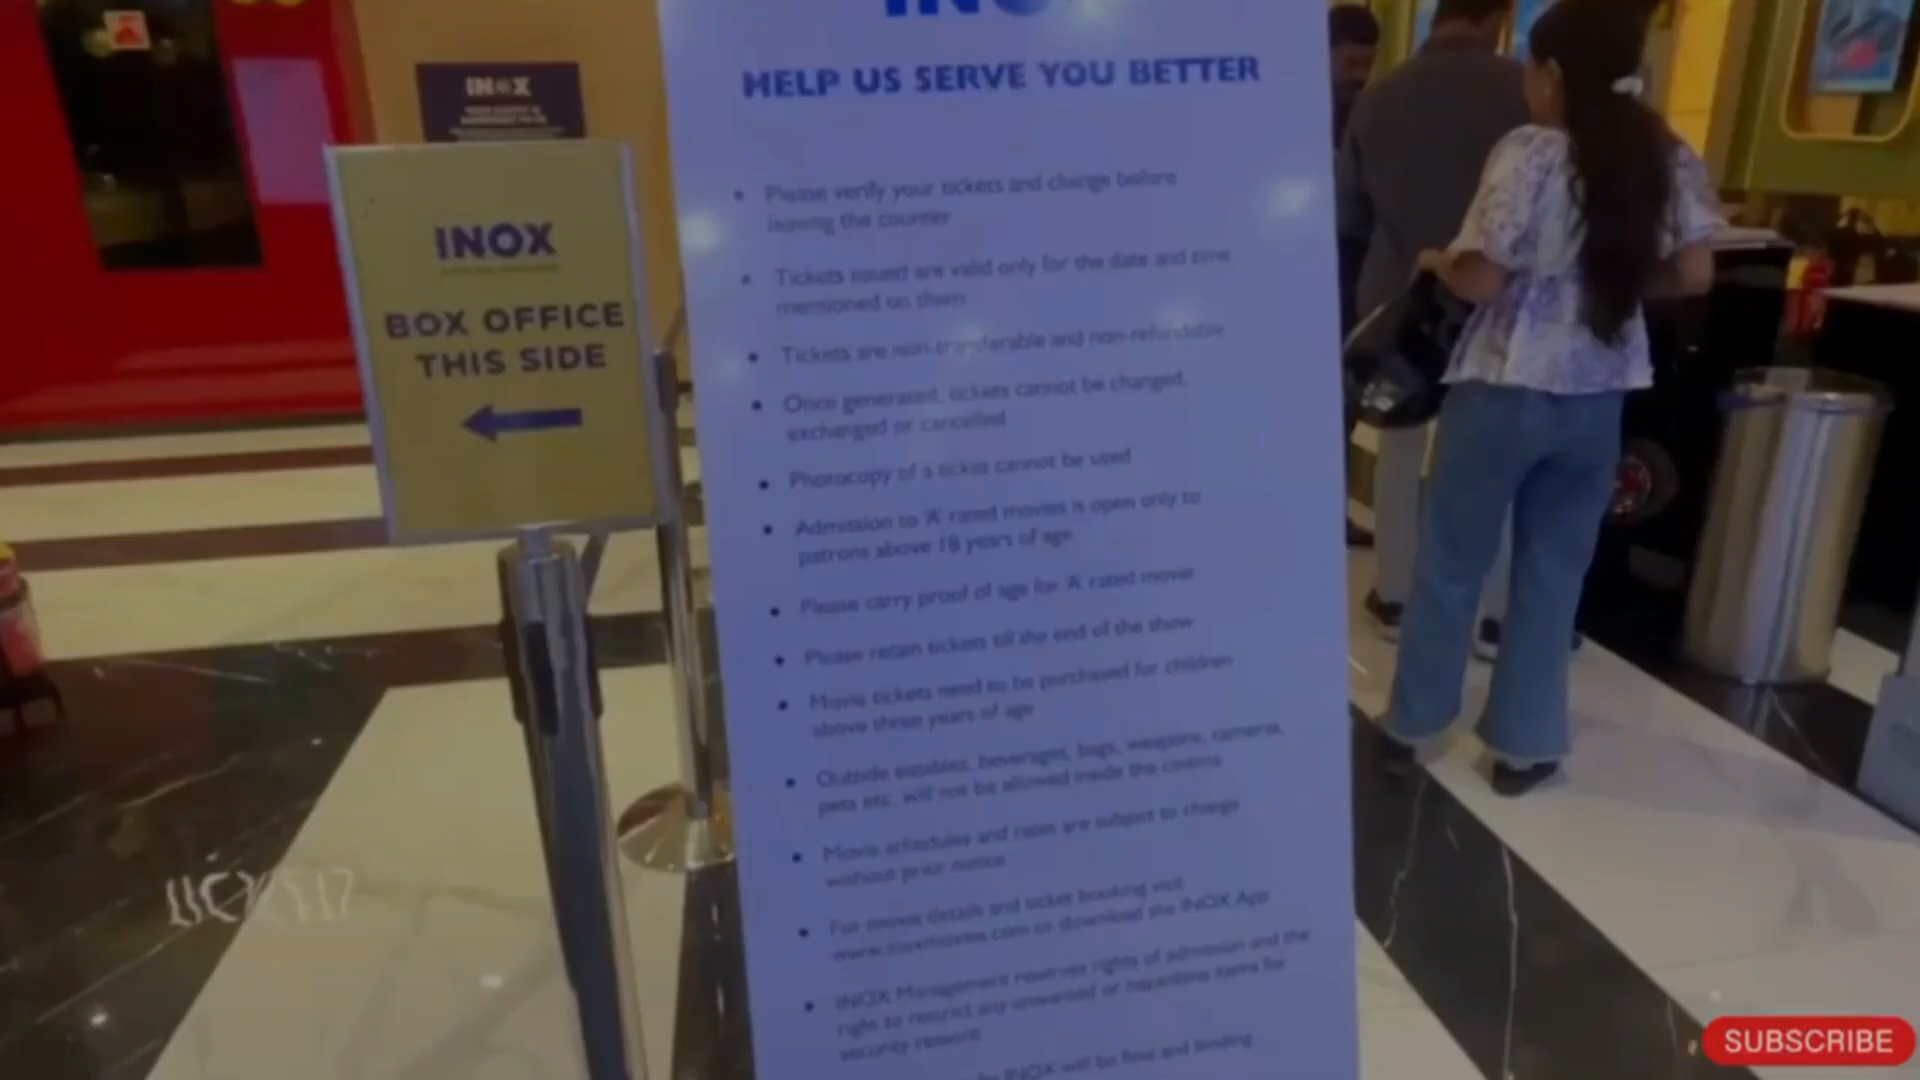 INOX
INOX
BOX OFFICE
THIS SIDE
INOX
HELP US SERVE YOU BETTER
• Please verify your tickets and change before
leaving the counter
• Tickets issued are valid only for the date and time
mentioned on them
• Tickets are non-transferable and non-refundable
• Once generated, tickets cannot be changed,
exchanged or cancelled
• Photocopy of a ticket cannot be used
• Admission to 'A' rated movies is open only to
patrons above 18 years of age
• Please carry proof of age for 'A' rated movie
• Please retain tickets till the end of the show
• Movie tickets need to be purchased for children
above three years of age
• Outside eatables, beverages, bags, weapons, cameras,
pets etc. will not be allowed inside the cinema
• Movie schedules and rates are subject to change
without prior notice
• For movie details and ticket booking visit
www.inoxmovies.com or download the INOX App
• INOX Management reserves rights of admission and the
right to restrict any unwanted or hazardous items for
security reasons
by INOX will be final and binding
SUBSCRIBE